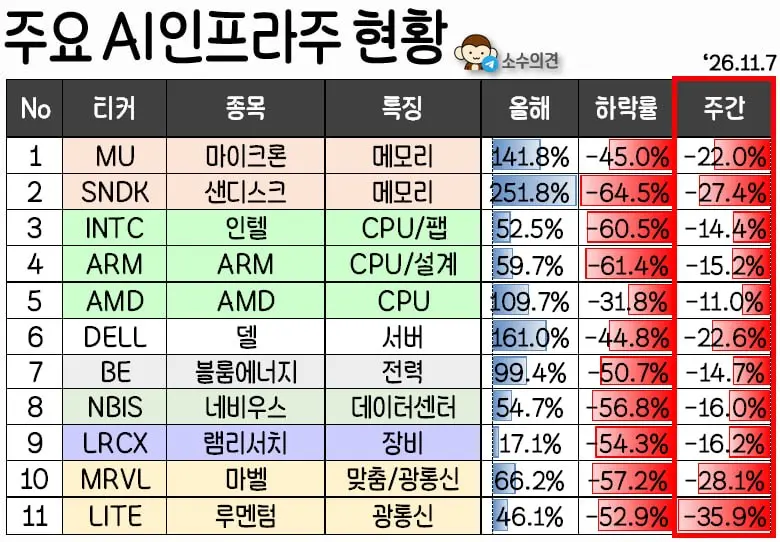 주요 AI인프라주 현황
소수의견
‘26.11.7
No 티커 종목 특징 올해 하락률 주간
1 MU 마이크론 메모리 141.8% -45.0% -22.0%
2 SNDK 샌디스크 메모리 251.8% -64.5% -27.4%
3 INTC 인텔 CPU/팹 52.5% -60.5% -14.4%
4 ARM ARM CPU/설계 59.7% -61.4% -15.2%
5 AMD AMD CPU 109.7% -31.8% -11.0%
6 DELL 델 서버 161.0% -44.8% -22.6%
7 BE 블룸에너지 전력 99.4% -50.7% -14.7%
8 NBIS 네비우스 데이터센터 54.7% -56.8% -16.0%
9 LRCX 램리서치 장비 17.1% -54.3% -16.2%
10 MRVL 마벨 맞춤/광통신 66.2% -57.2% -28.1%
11 LITE 루멘텀 광통신 46.1% -52.9% -35.9%